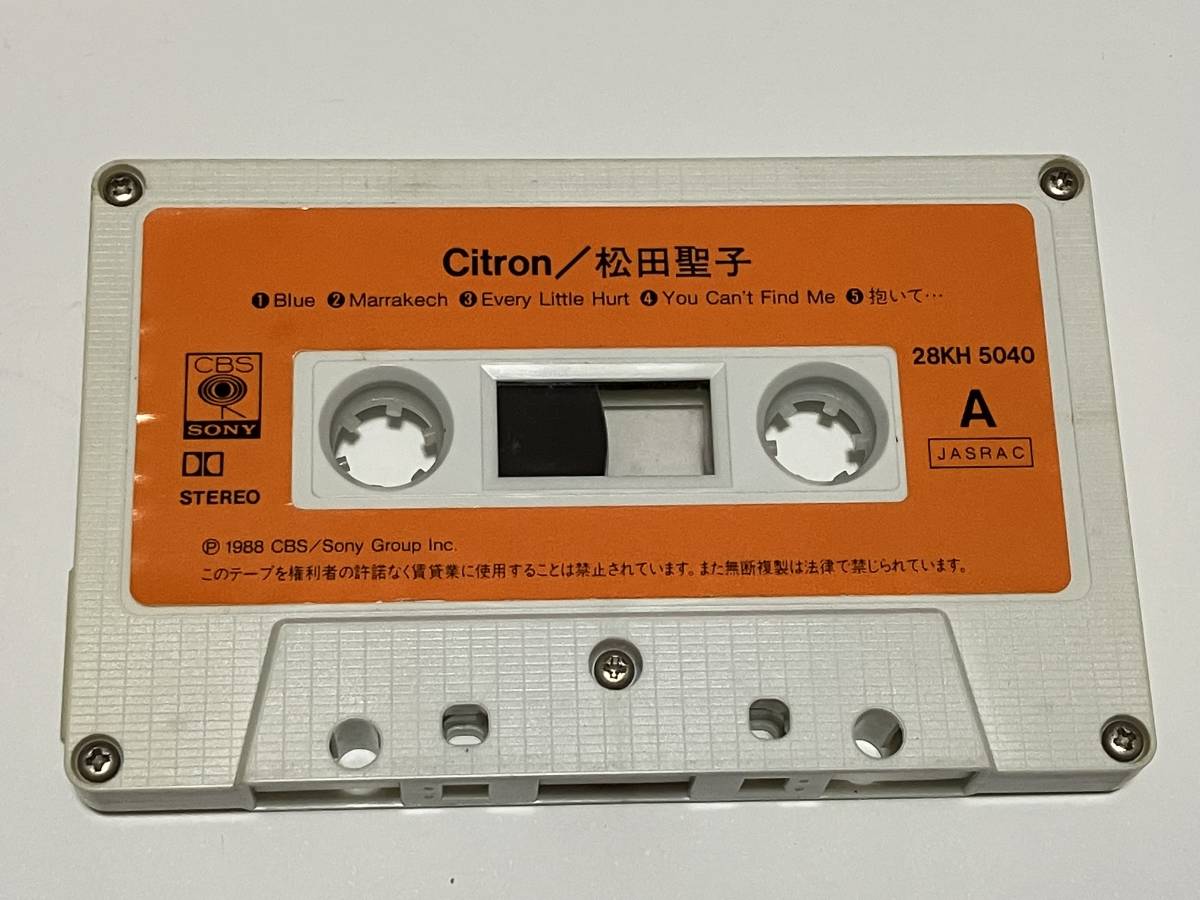 Citron/松田聖子
❶Blue ❷Marrakech ❸Every Little Hurt ❹You Can't Find Me ❺抱いて…
CBS
SONY
STEREO
28KH 5040
A
JASRAC
Ⓟ 1988 CBS/Sony Group Inc.
このテープを権利者の許諾なく賃貸業に使用することは禁止されています。また無断複製は法律で禁じられています。